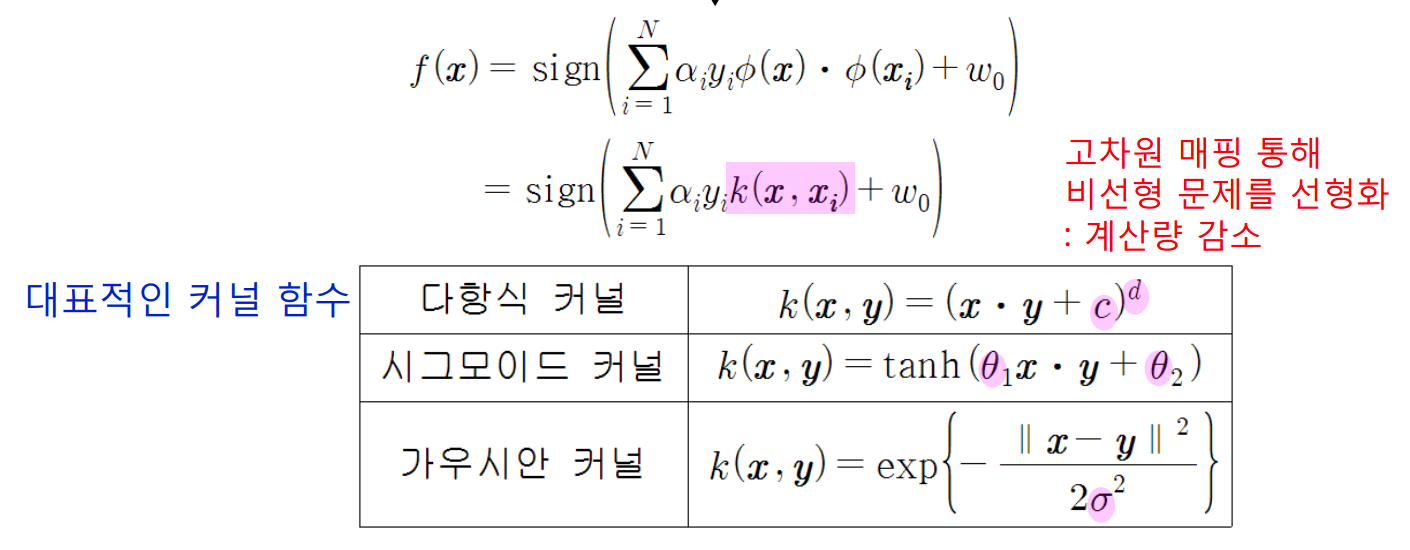 f(x) = sign(∑_{i=1}^{N} α_i y_i ϕ(x) · ϕ(x_i) + w_0)
= sign(∑_{i=1}^{N} α_i y_i k(x, x_i) + w_0)
고차원 매핑 통해
비선형 문제를 선형화
: 계산량 감소
대표적인 커널 함수
다항식 커널 k(x, y) = (x · y + c)^d
시그모이드 커널 k(x, y) = tanh(θ_1 x · y + θ_2)
가우시안 커널 k(x, y) = exp{− ‖x − y‖^2 / 2σ^2}